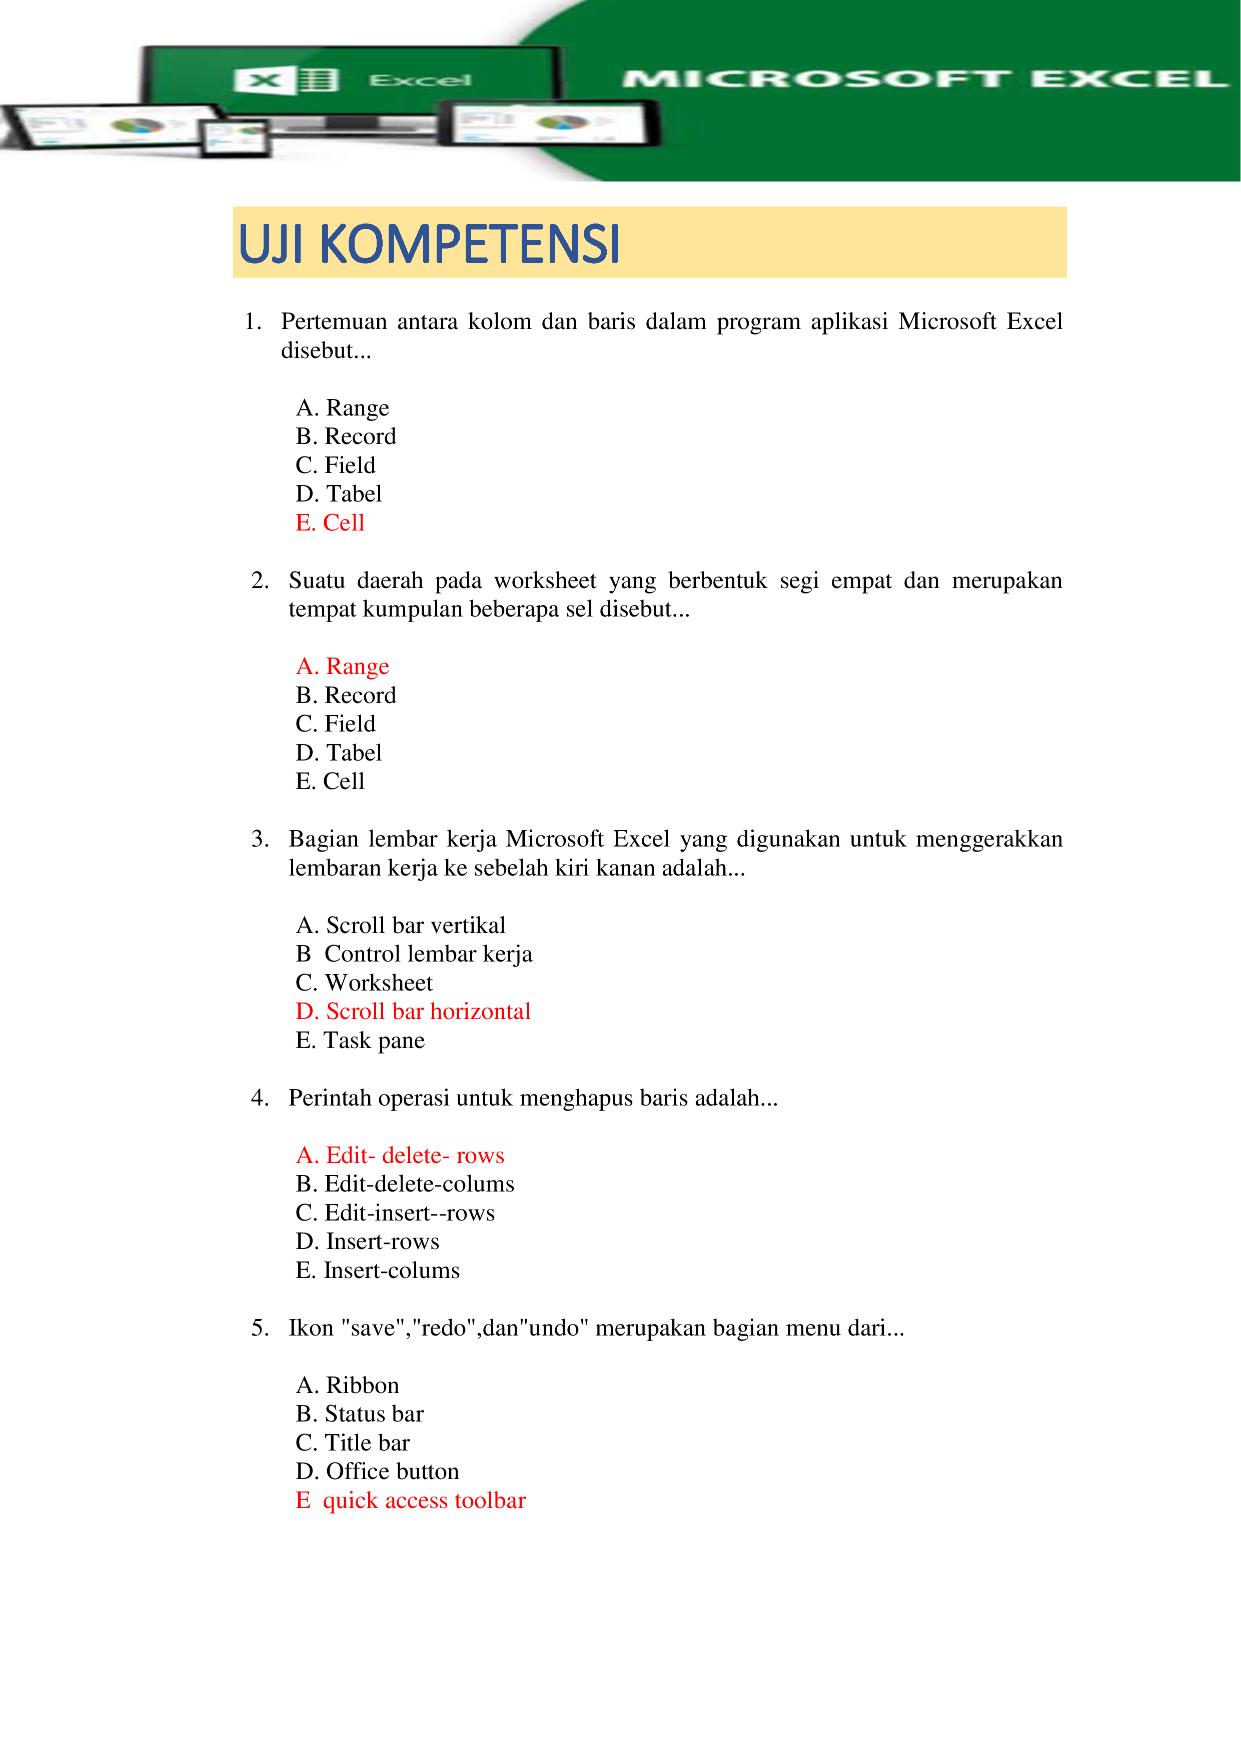 Excel
MICROSOFT EXCEL
UJI KOMPETENSI
1. Pertemuan antara kolom dan baris dalam program aplikasi Microsoft Excel
disebut...
A. Range
B. Record
C. Field
D. Tabel
E. Cell
2. Suatu daerah pada worksheet yang berbentuk segi empat dan merupakan
tempat kumpulan beberapa sel disebut...
A. Range
B. Record
C. Field
D. Tabel
E. Cell
3. Bagian lembar kerja Microsoft Excel yang digunakan untuk menggerakkan
lembaran kerja ke sebelah kiri kanan adalah...
A. Scroll bar vertikal
B  Control lembar kerja
C. Worksheet
D. Scroll bar horizontal
E. Task pane
4. Perintah operasi untuk menghapus baris adalah...
A. Edit- delete- rows
B. Edit-delete-colums
C. Edit-insert--rows
D. Insert-rows
E. Insert-colums
5. Ikon "save","redo",dan"undo" merupakan bagian menu dari...
A. Ribbon
B. Status bar
C. Title bar
D. Office button
E  quick access toolbar